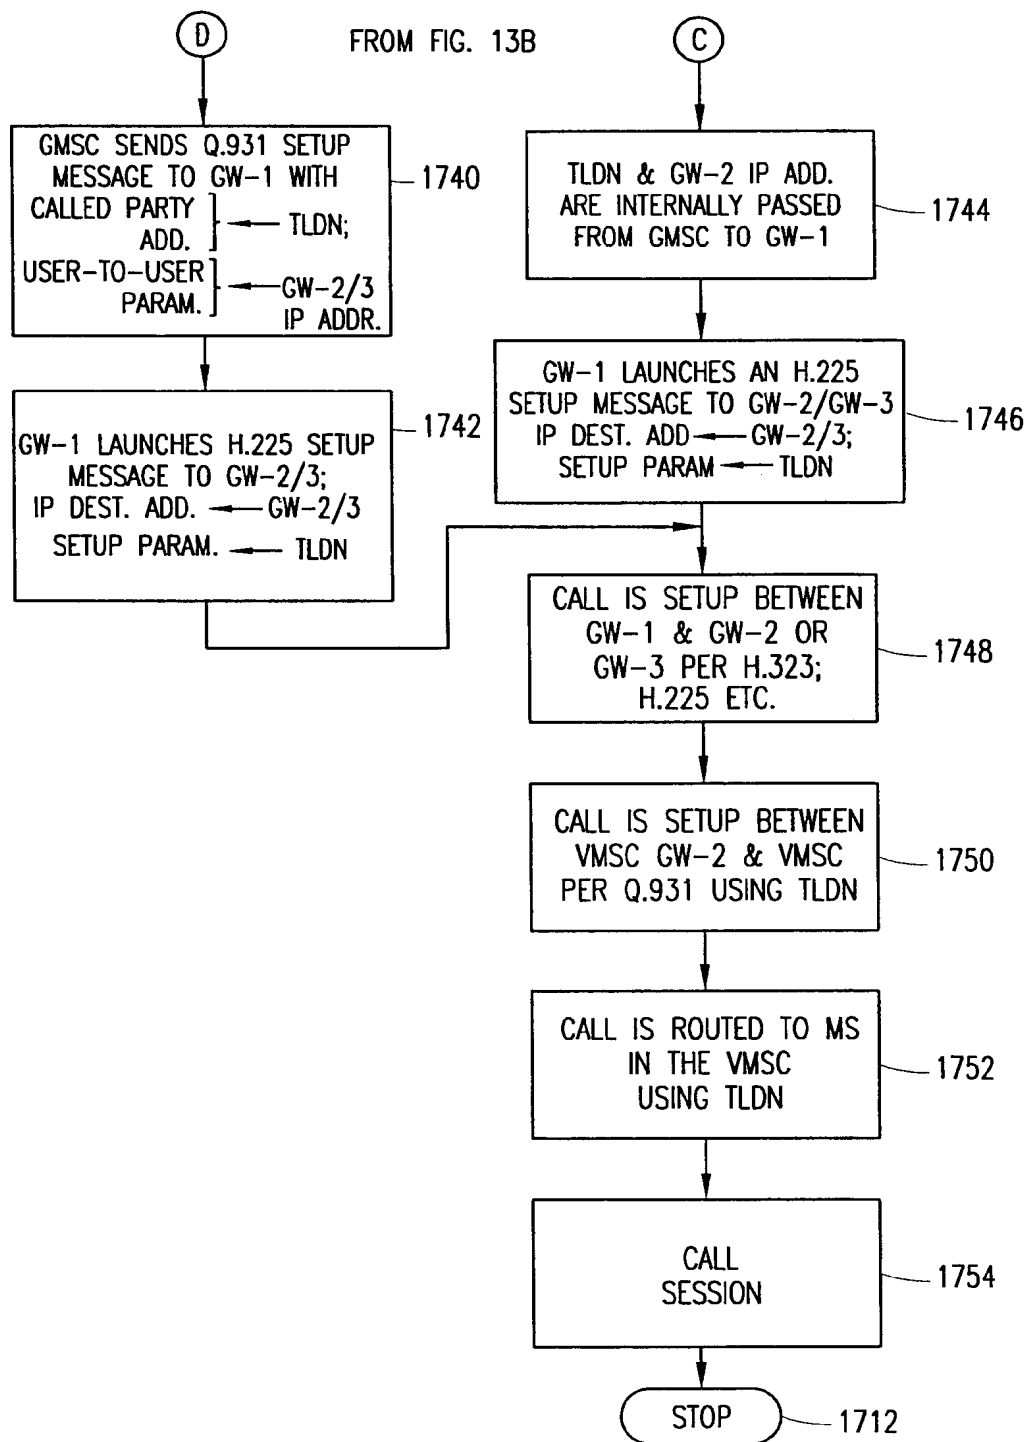 D
FROM FIG. 13B
C
GMSC SENDS Q.931 SETUP
MESSAGE TO GW-1 WITH
CALLED PARTY
ADD.
} ← TLDN;
USER-TO-USER
PARAM.
} ← GW-2/3
IP ADDR.
1740
GW-1 LAUNCHES H.225 SETUP
MESSAGE TO GW-2/3;
IP DEST. ADD. ← GW-2/3
SETUP PARAM. ← TLDN
1742
TLDN & GW-2 IP ADD.
ARE INTERNALLY PASSED
FROM GMSC TO GW-1
1744
GW-1 LAUNCHES AN H.225
SETUP MESSAGE TO GW-2/GW-3
IP DEST. ADD ← GW-2/3;
SETUP PARAM ← TLDN
1746
CALL IS SETUP BETWEEN
GW-1 & GW-2 OR
GW-3 PER H.323;
H.225 ETC.
1748
CALL IS SETUP BETWEEN
VMSC GW-2 & VMSC
PER Q.931 USING TLDN
1750
CALL IS ROUTED TO MS
IN THE VMSC
USING TLDN
1752
CALL
SESSION
1754
STOP
1712